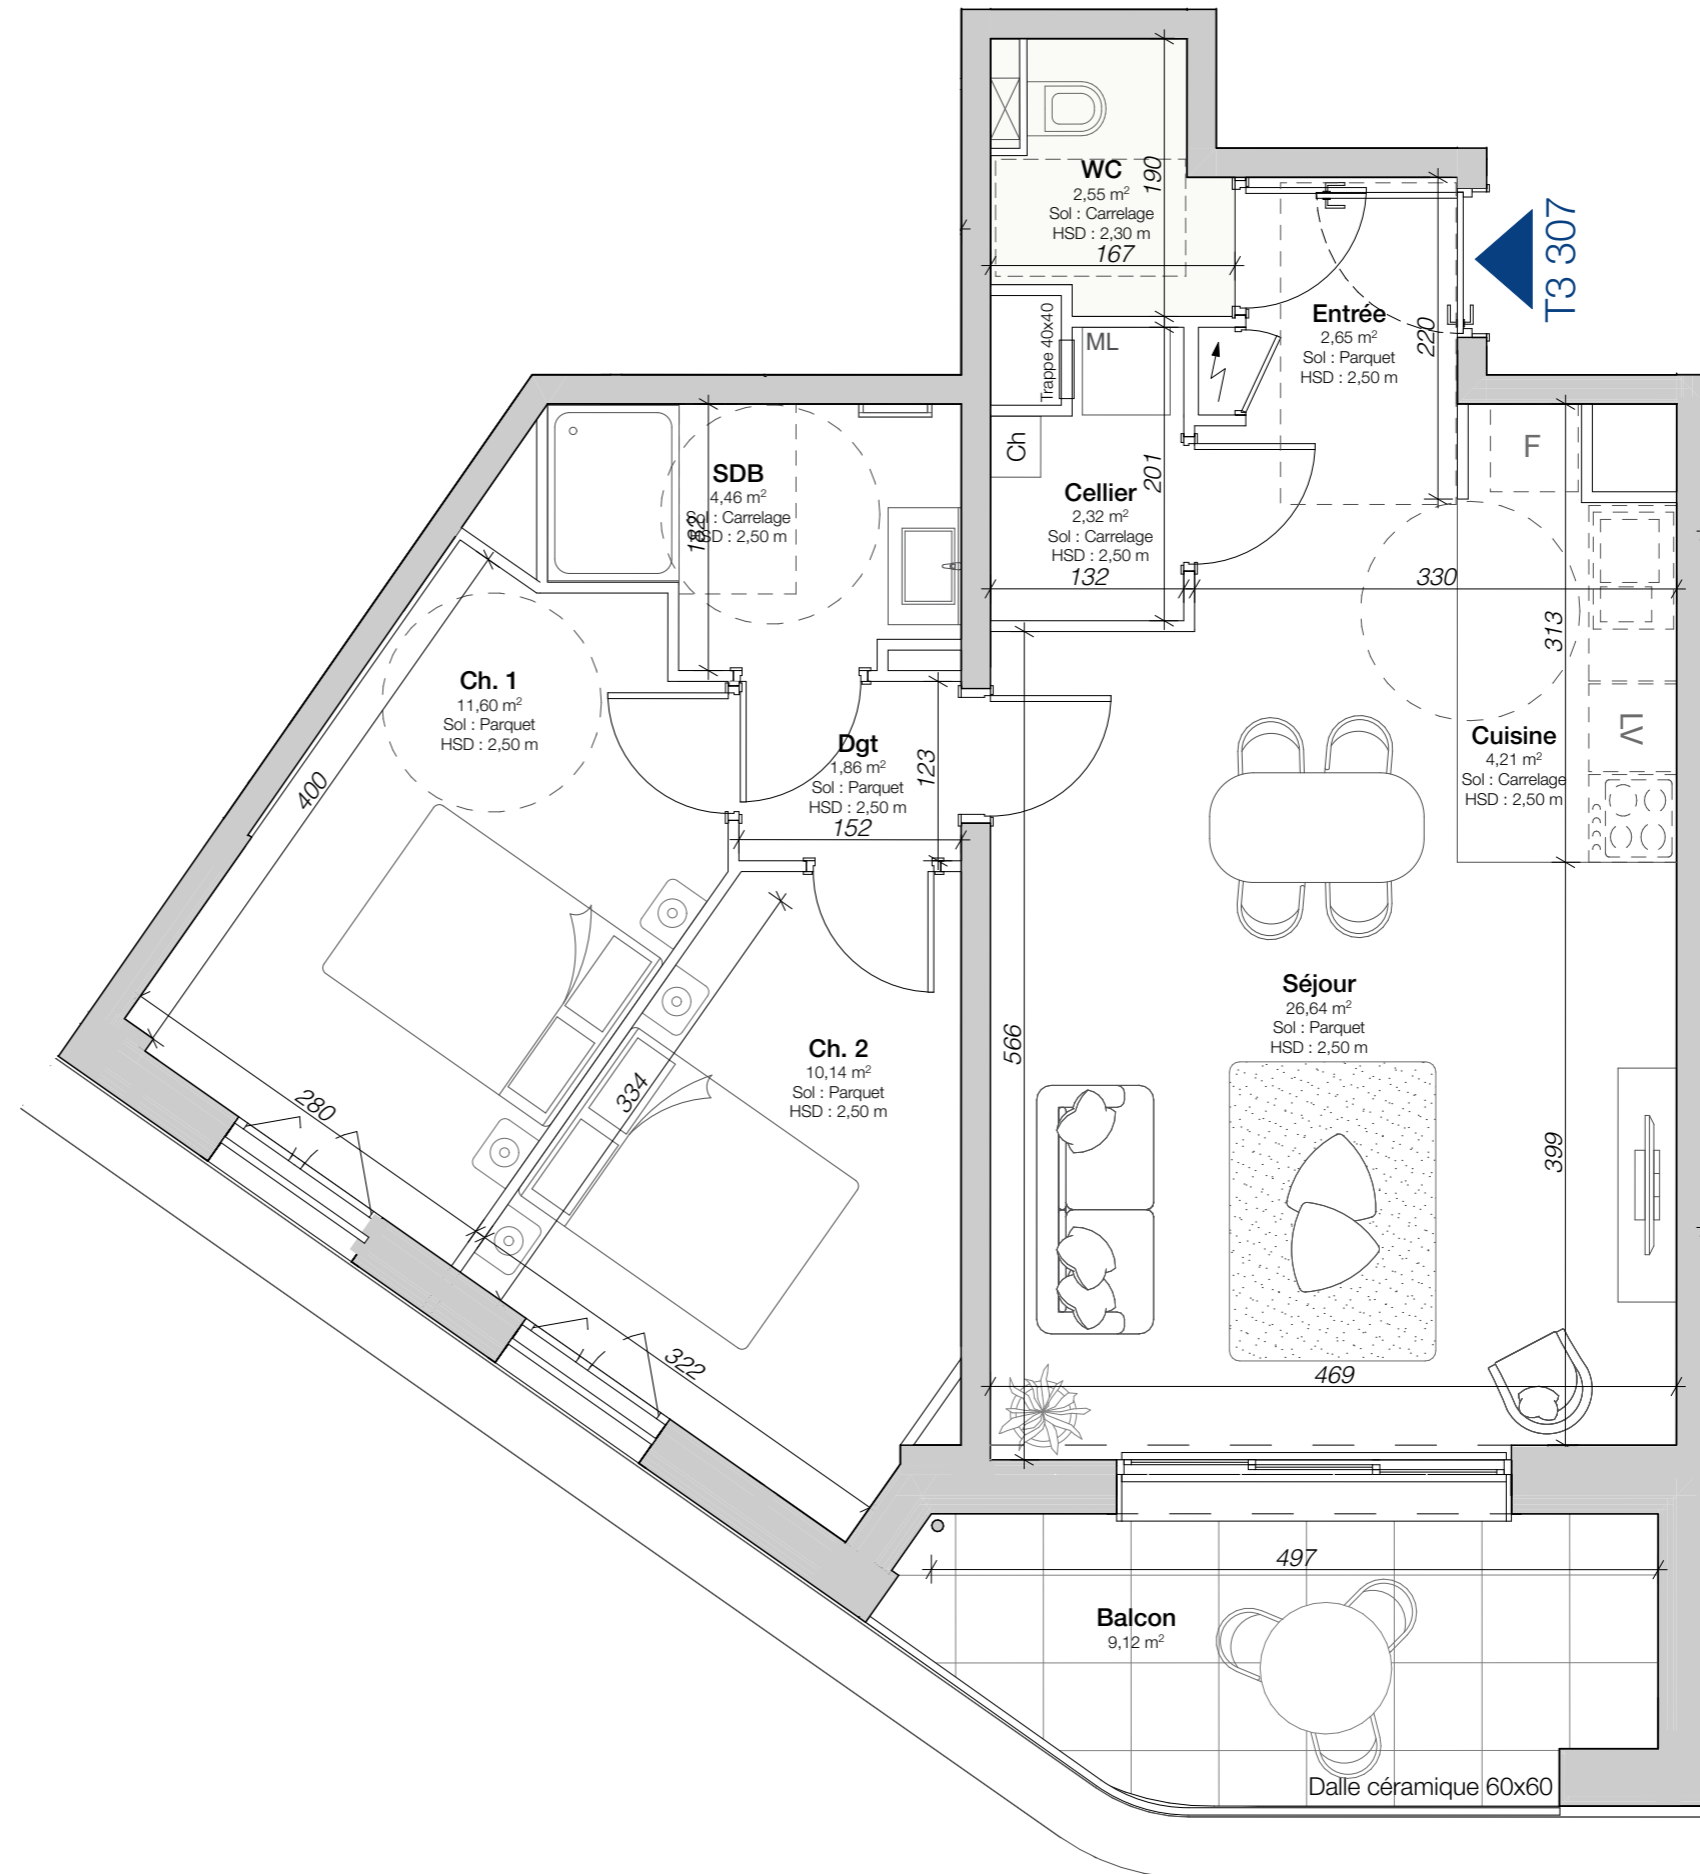 WC
2,55 m²
Sol : Carrelage
HSD : 2,30 m
190
167
T3 307
Entrée
2,65 m²
Sol : Parquet
HSD : 2,50 m
220
Trappe 40x40
ML
Ch
F
SDB
4,46 m²
Sol : Carrelage
HSD : 2,50 m
182
Cellier
2,32 m²
Sol : Carrelage
HSD : 2,50 m
201
132
330
313
Ch. 1
11,60 m²
Sol : Parquet
HSD : 2,50 m
400
Dgt
1,86 m²
Sol : Parquet
HSD : 2,50 m
123
152
Cuisine
4,21 m²
Sol : Carrelage
HSD : 2,50 m
LV
Séjour
26,64 m²
Sol : Parquet
HSD : 2,50 m
566
399
Ch. 2
10,14 m²
Sol : Parquet
HSD : 2,50 m
280
334
322
469
497
Balcon
9,12 m²
Dalle céramique 60x60